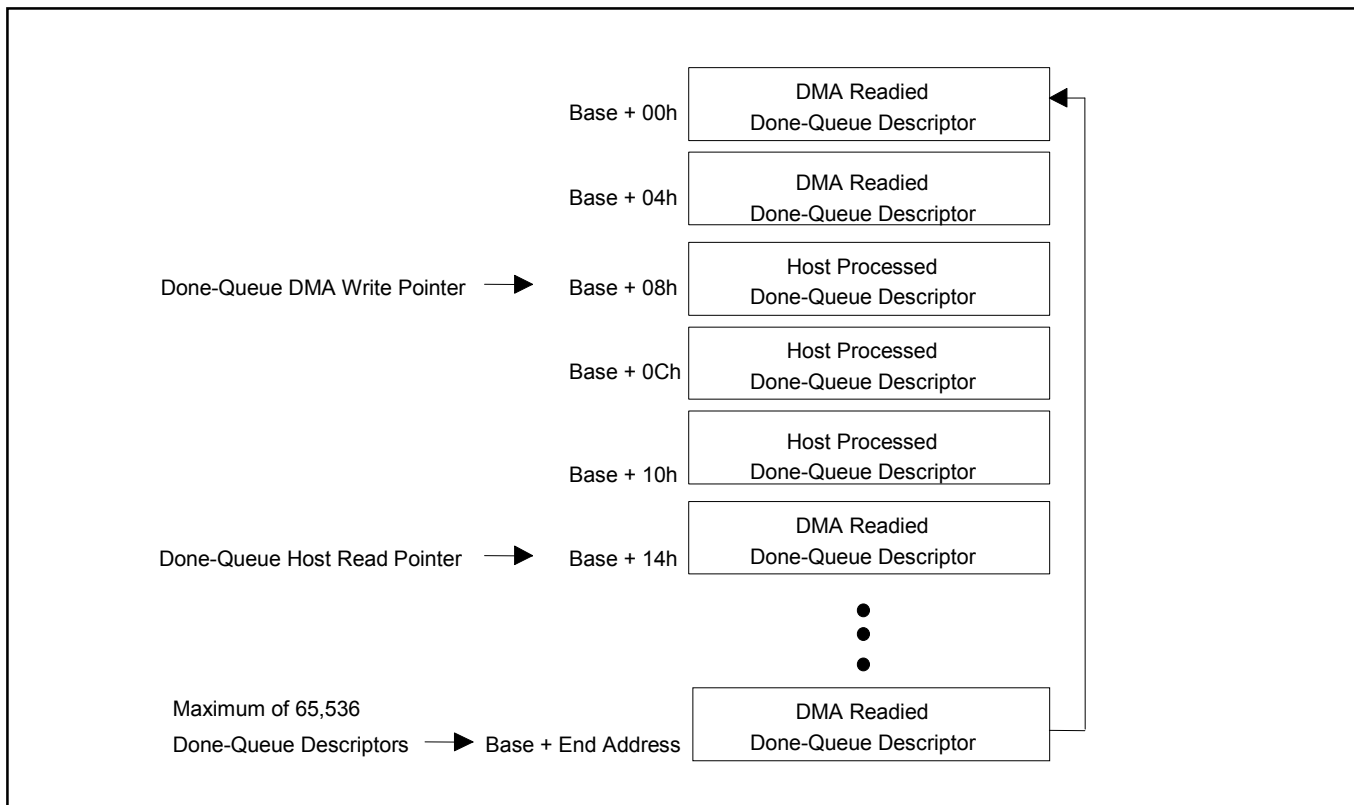 DMA Readied
Base + 00h
Done-Queue Descriptor
DMA Readied
Base + 04h
Done-Queue Descriptor
Host Processed
Done-Queue DMA Write Pointer
Base + 08h
Done-Queue Descriptor
Host Processed
Base + 0Ch
Done-Queue Descriptor
Host Processed
Base + 10h
Done-Queue Descriptor
DMA Readied
Done-Queue Host Read Pointer
Base + 14h
Done-Queue Descriptor
Maximum of 65,536
Done-Queue Descriptors
Base + End Address
DMA Readied
Done-Queue Descriptor